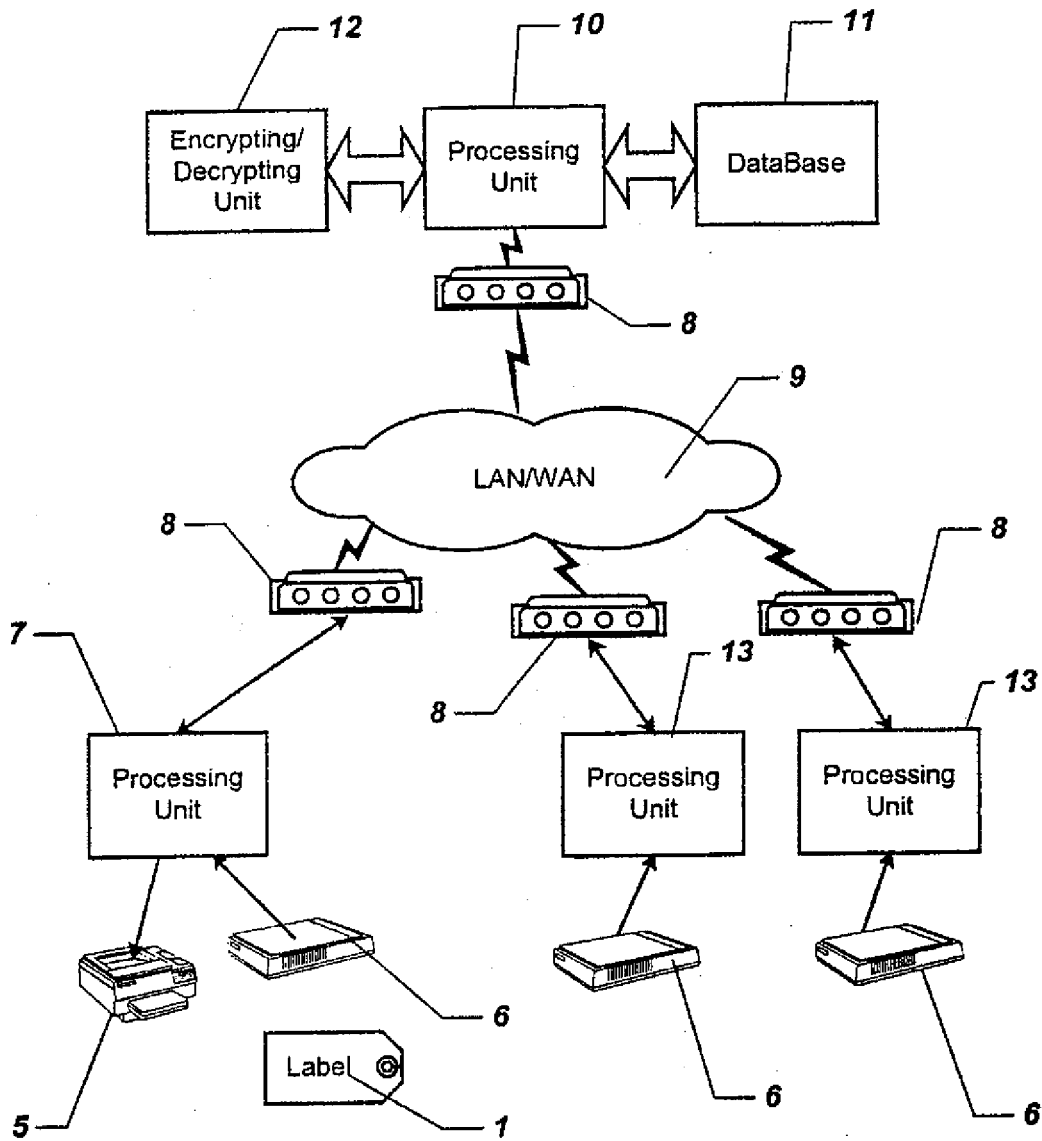 12
10
11
Encrypting/
Decrypting
Unit
Processing
Unit
DataBase
8
9
LAN/WAN
8
8
7
8
13
13
Processing
Unit
Processing
Unit
Processing
Unit
6
Label
5
1
6
6